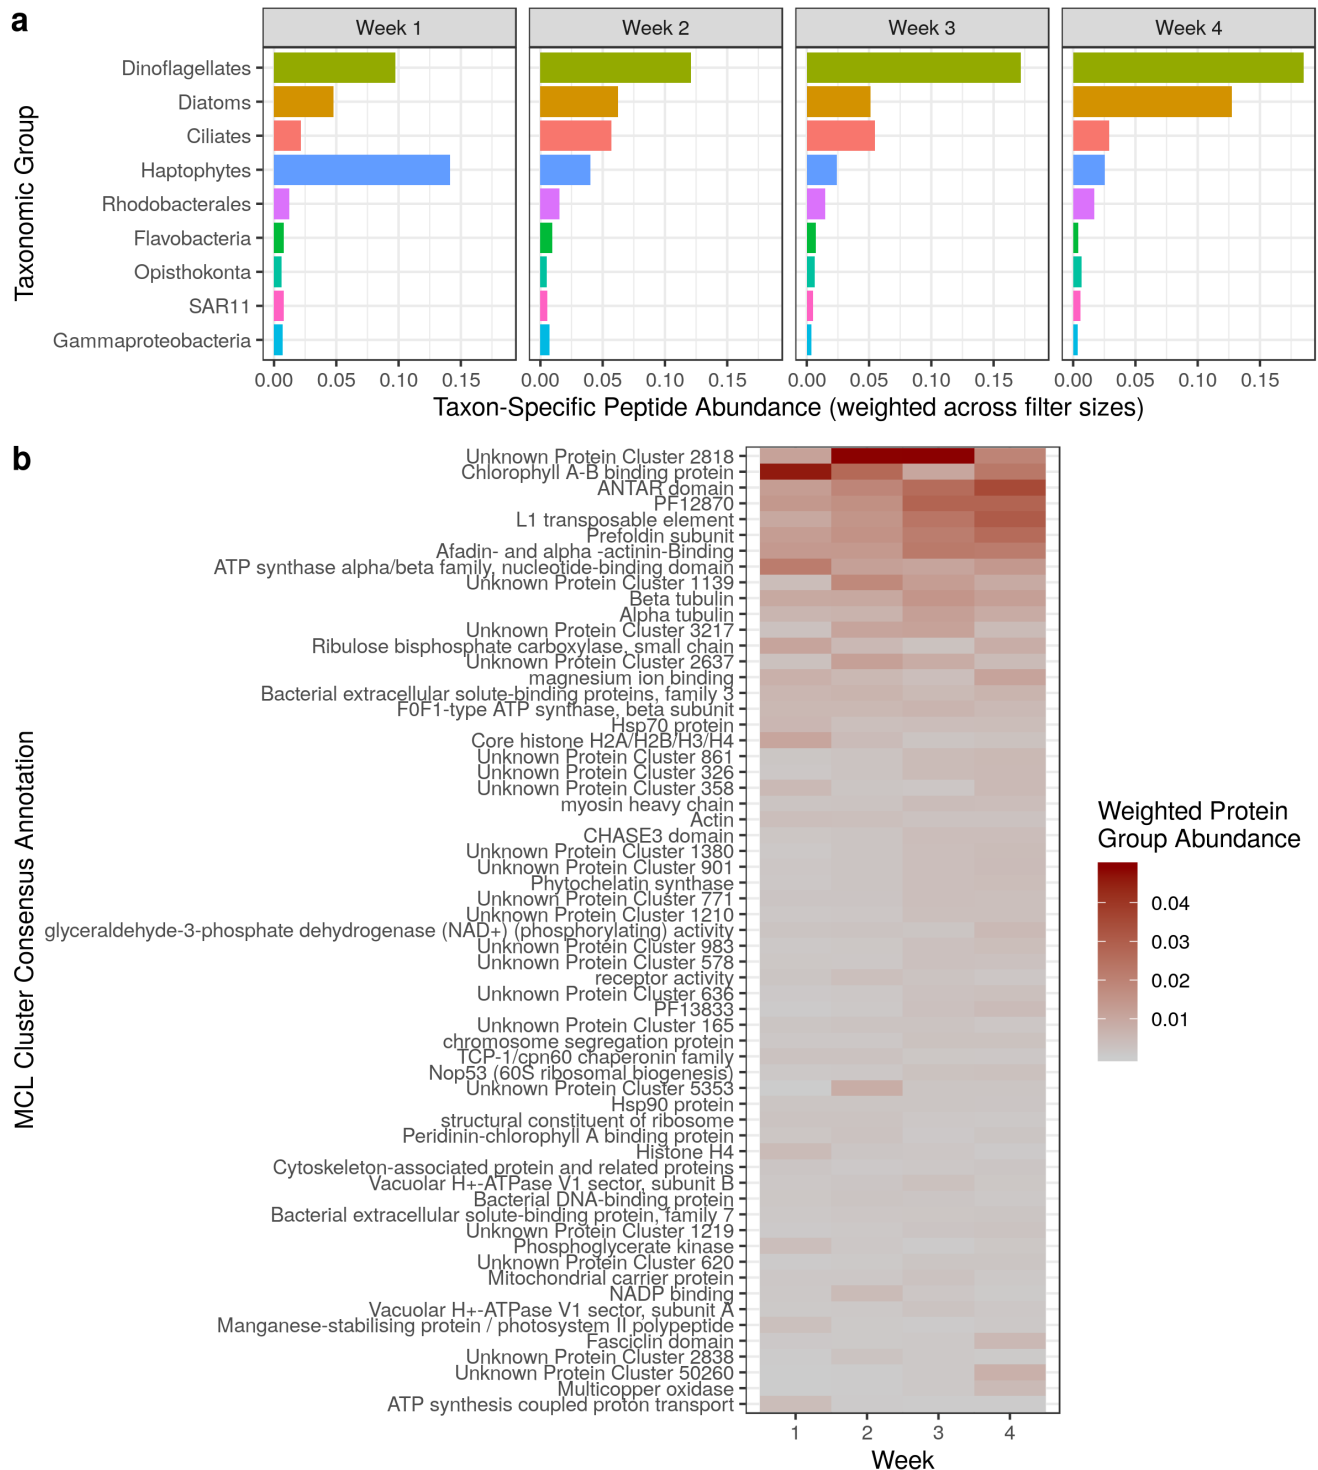 a
Week 1
Week 2
Week 3
Week 4
Taxonomic Group
Dinoflagellates
Diatoms
Ciliates
Haptophytes
Rhodobacterales
Flavobacteria
Opisthokonta
SAR11
Gammaproteobacteria
0.00 0.05 0.10 0.15
0.00 0.05 0.10 0.15
0.00 0.05 0.10 0.15
0.00 0.05 0.10 0.15
Taxon-Specific Peptide Abundance (weighted across filter sizes)
b
MCL Cluster Consensus Annotation
Unknown Protein Cluster 2818
Chlorophyll A-B binding protein
ANTAR domain
PF12870
L1 transposable element
Prefoldin subunit
Afadin- and alpha -actinin-Binding
ATP synthase alpha/beta family, nucleotide-binding domain
Unknown Protein Cluster 1139
Beta tubulin
Alpha tubulin
Unknown Protein Cluster 3217
Ribulose bisphosphate carboxylase, small chain
Unknown Protein Cluster 2637
magnesium ion binding
Bacterial extracellular solute-binding proteins, family 3
F0F1-type ATP synthase, beta subunit
Hsp70 protein
Core histone H2A/H2B/H3/H4
Unknown Protein Cluster 861
Unknown Protein Cluster 326
Unknown Protein Cluster 358
myosin heavy chain
Actin
CHASE3 domain
Unknown Protein Cluster 1380
Unknown Protein Cluster 901
Phytochelatin synthase
Unknown Protein Cluster 771
Unknown Protein Cluster 1210
glyceraldehyde-3-phosphate dehydrogenase (NAD+) (phosphorylating) activity
Unknown Protein Cluster 983
Unknown Protein Cluster 578
receptor activity
Unknown Protein Cluster 636
PF13833
Unknown Protein Cluster 165
chromosome segregation protein
TCP-1/cpn60 chaperonin family
Nop53 (60S ribosomal biogenesis)
Unknown Protein Cluster 5353
Hsp90 protein
structural constituent of ribosome
Peridinin-chlorophyll A binding protein
Histone H4
Cytoskeleton-associated protein and related proteins
Vacuolar H+-ATPase V1 sector, subunit B
Bacterial DNA-binding protein
Bacterial extracellular solute-binding protein, family 7
Unknown Protein Cluster 1219
Phosphoglycerate kinase
Unknown Protein Cluster 620
Mitochondrial carrier protein
NADP binding
Vacuolar H+-ATPase V1 sector, subunit A
Manganese-stabilising protein / photosystem II polypeptide
Fasciclin domain
Unknown Protein Cluster 2838
Unknown Protein Cluster 50260
Multicopper oxidase
ATP synthesis coupled proton transport
1 2 3 4
Week
Weighted Protein
Group Abundance
0.04
0.03
0.02
0.01